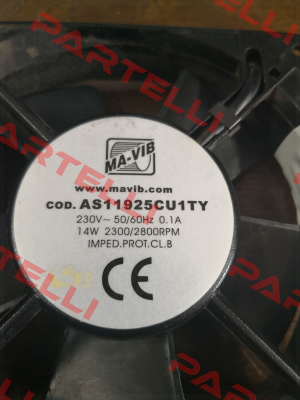 PARTELLI
MA-VIB
www.mavib.com
COD. AS11925CU1TY
230V~ 50/60Hz 0.1A
14W 2300/2800RPM
IMPED.PROT.CL.B
CE
PARTELLI
PARTELLI